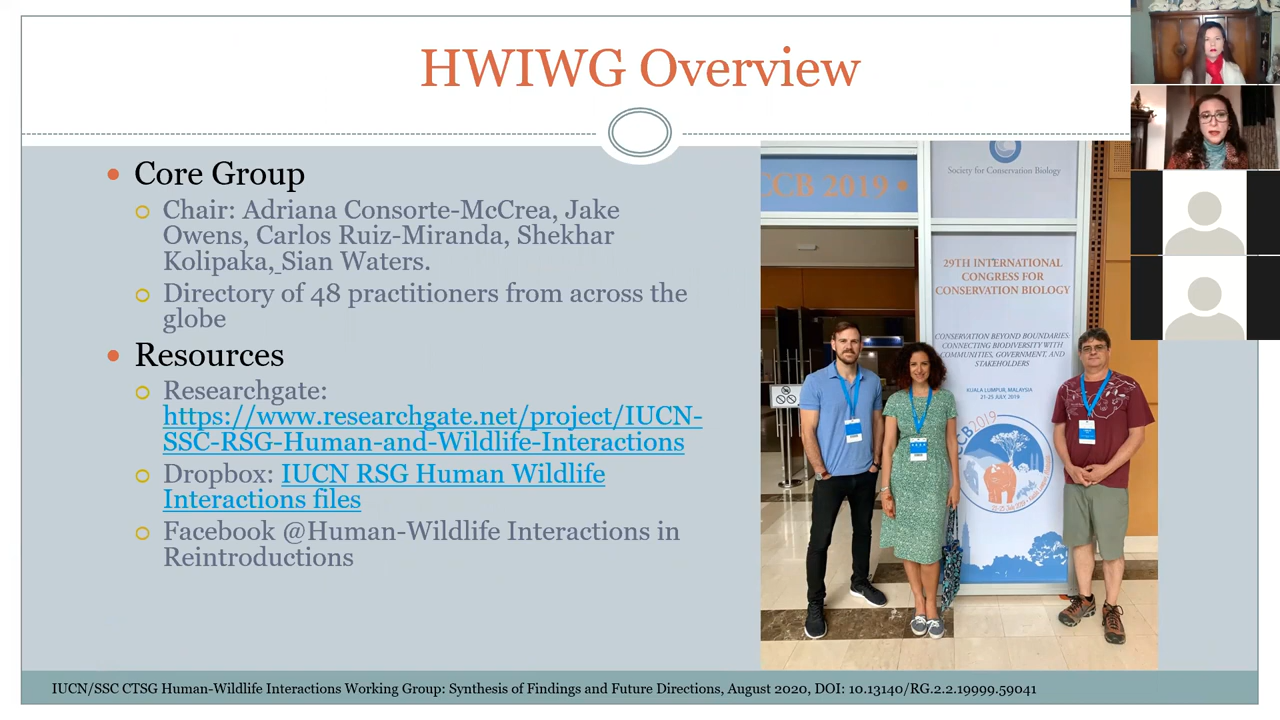 HWIWG Overview
Core Group
Chair: Adriana Consorte-McCrea, Jake
Owens, Carlos Ruiz-Miranda, Shekhar
Kolipaka, Sian Waters.
Directory of 48 practitioners from across the
globe
Resources
Researchgate:
https://www.researchgate.net/project/IUCN-
SSC-RSG-Human-and-Wildlife-Interactions
Dropbox: IUCN RSG Human Wildlife
Interactions files
Facebook @Human-Wildlife Interactions in
Reintroductions
Society for Conservation Biology
CCB 2019 •
29TH INTERNATIONAL
CONGRESS FOR
CONSERVATION BIOLOGY
CONSERVATION BEYOND BOUNDARIES:
CONNECTING BIODIVERSITY WITH
COMMUNITIES, GOVERNMENT, AND
STAKEHOLDERS
KUALA LUMPUR, MALAYSIA
21-25 JULY, 2019
IUCN/SSC CTSG Human-Wildlife Interactions Working Group: Synthesis of Findings and Future Directions, August 2020, DOI: 10.13140/RG.2.2.19999.59041